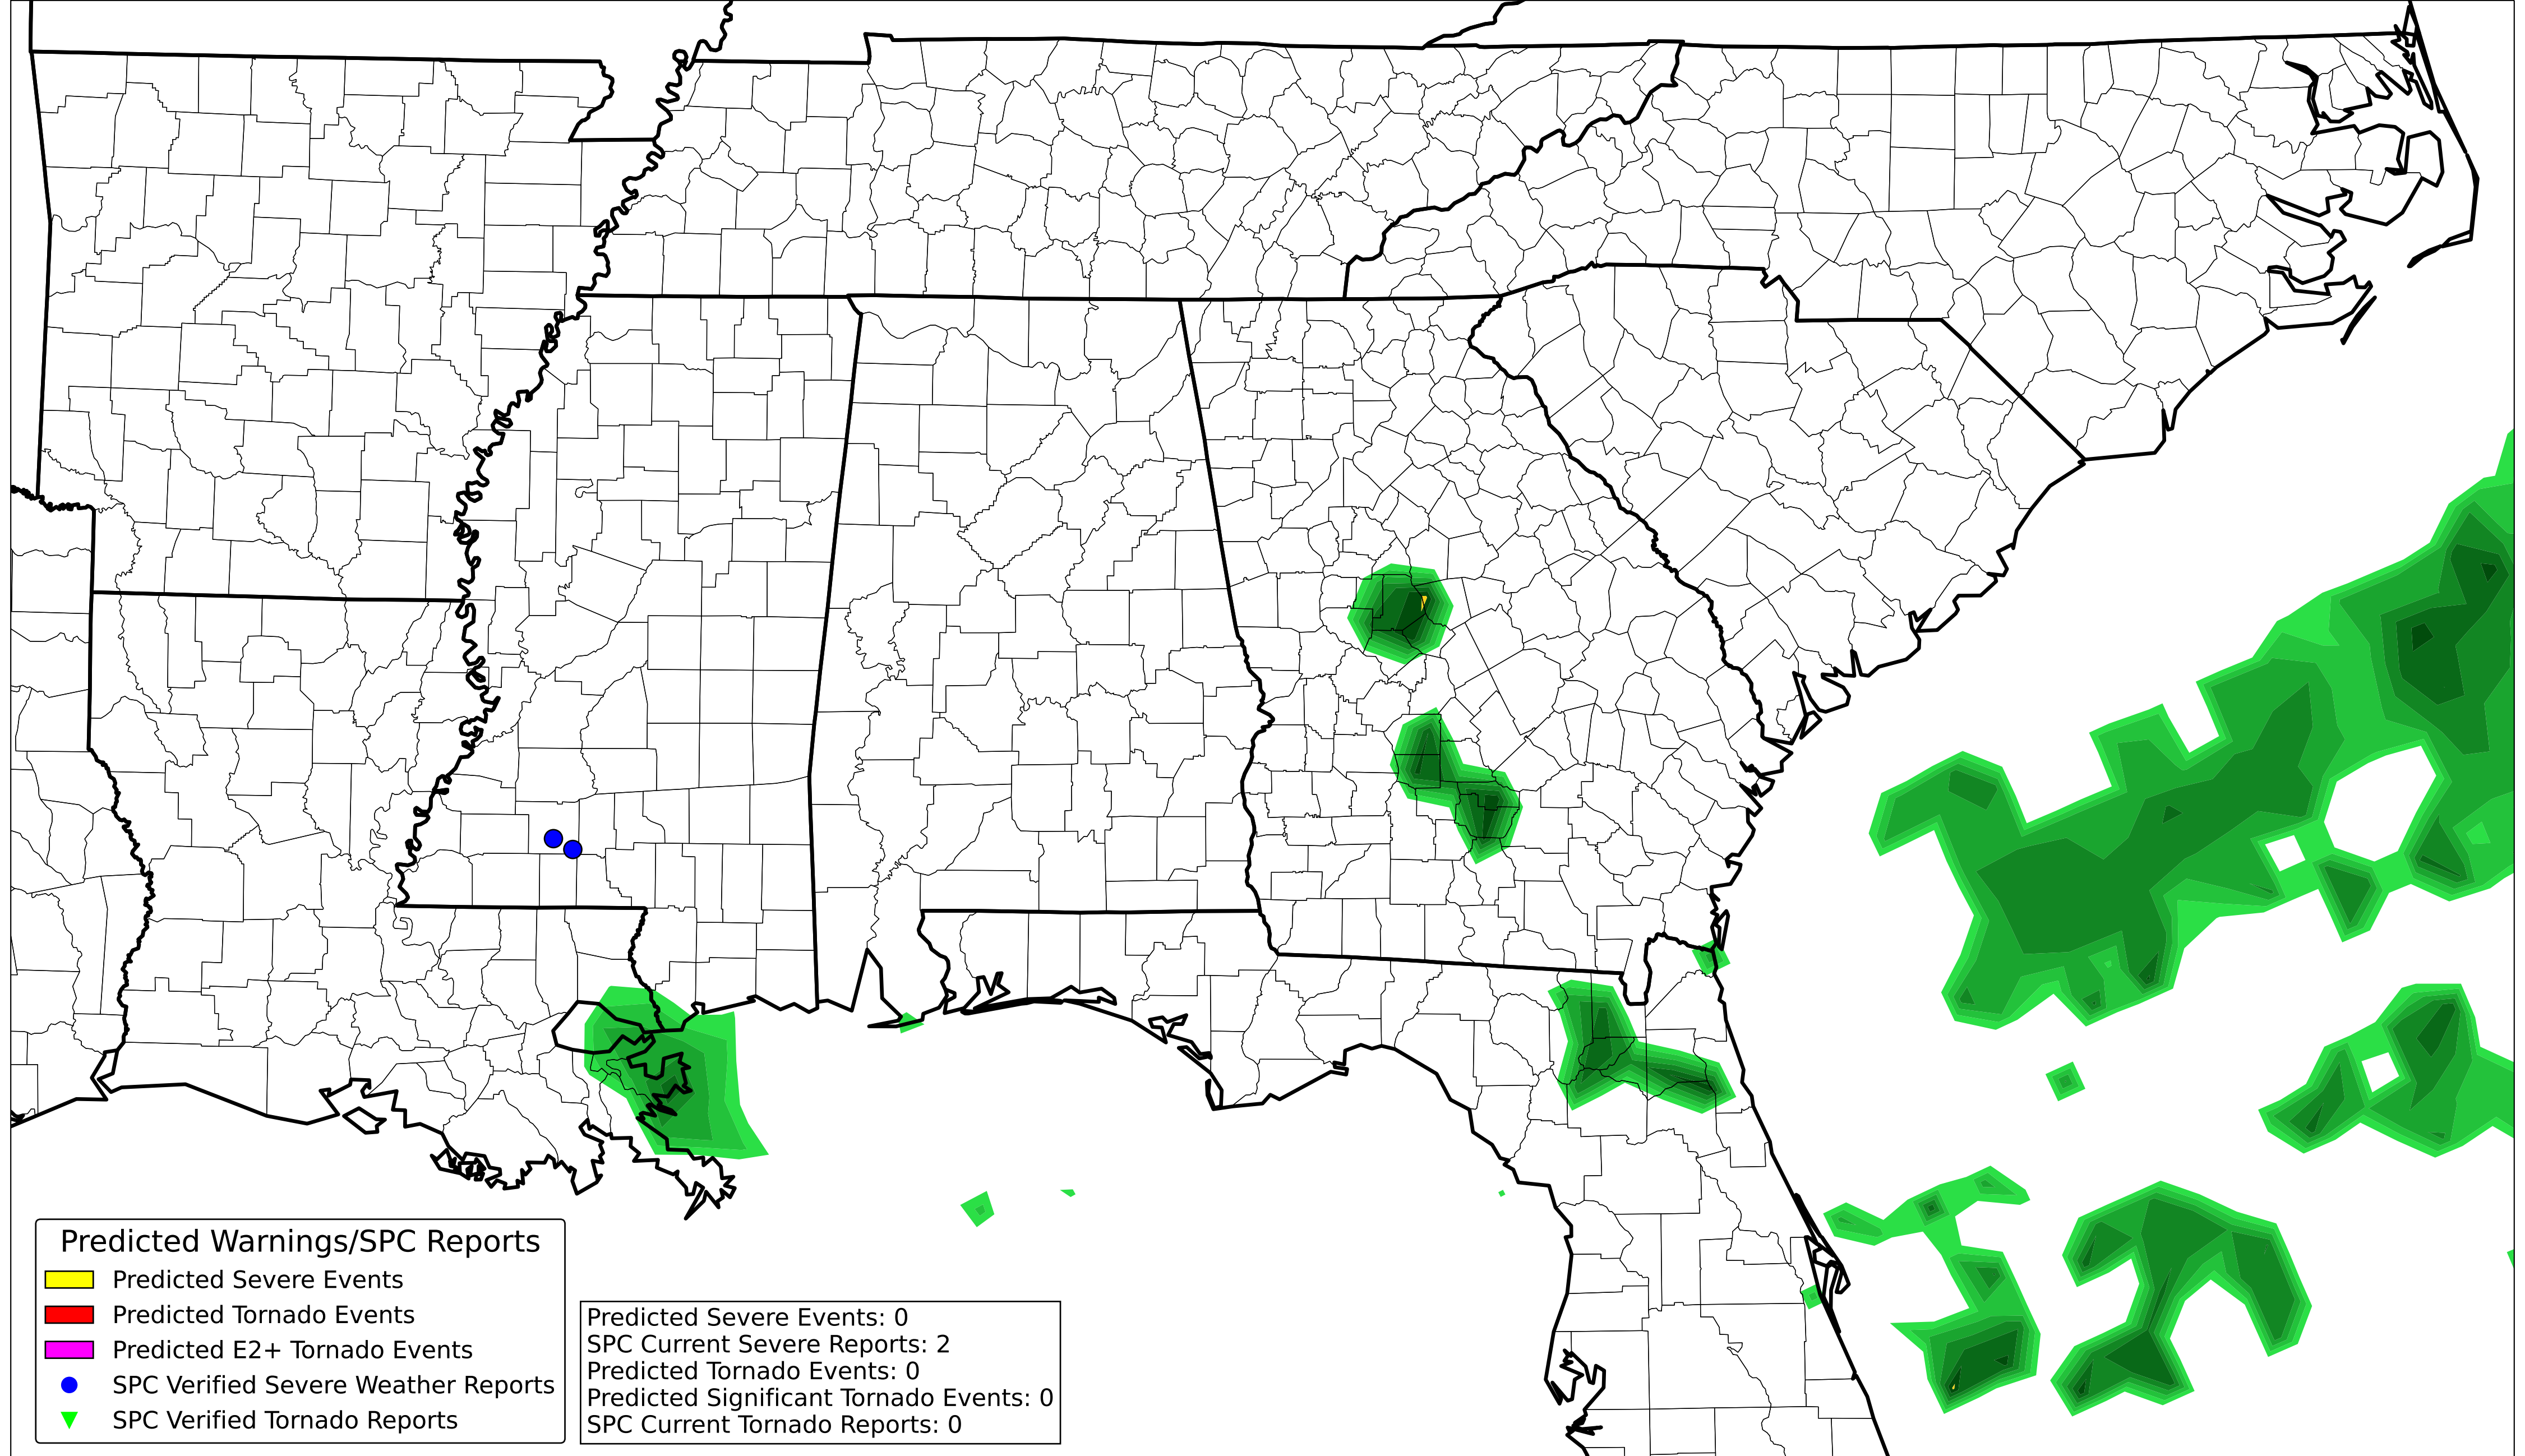 Predicted Warnings/SPC Reports
Predicted Severe Events
Predicted Tornado Events
Predicted E2+ Tornado Events
SPC Verified Severe Weather Reports
SPC Verified Tornado Reports
Predicted Severe Events: 0
SPC Current Severe Reports: 2
Predicted Tornado Events: 0
Predicted Significant Tornado Events: 0
SPC Current Tornado Reports: 0